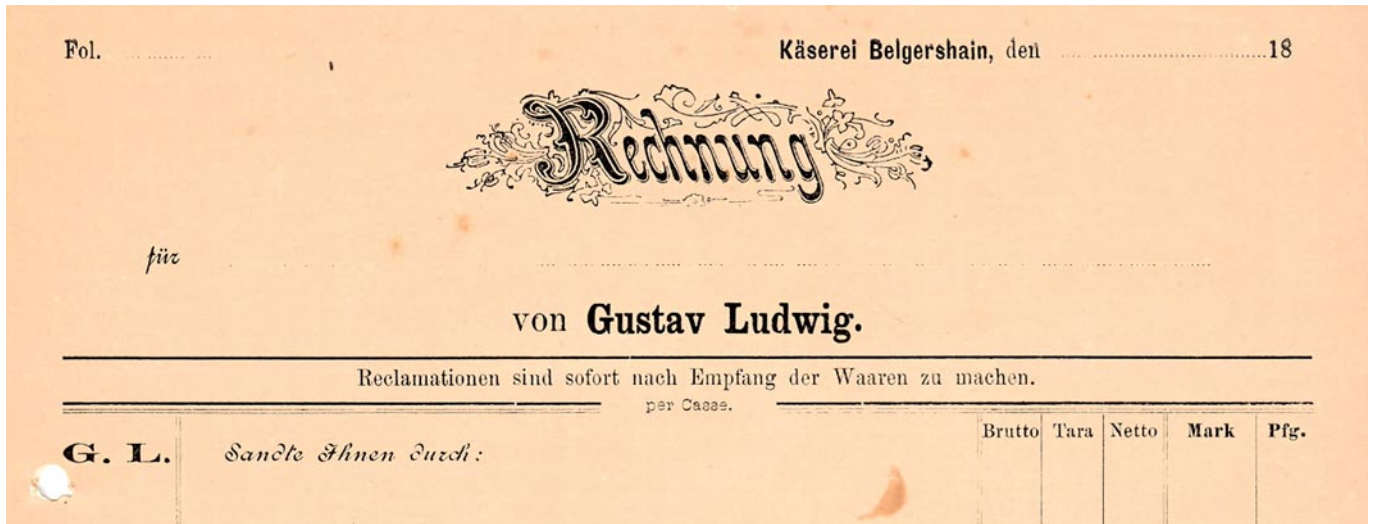 Fol. Käserei Belgershain, den 18
Rechnung
für
von Gustav Ludwig.
Reclamationen sind sofort nach Empfang der Waaren zu machen.
per Casse.
G. L. Sandte Ihnen durch: Brutto Tara Netto Mark Pfg.